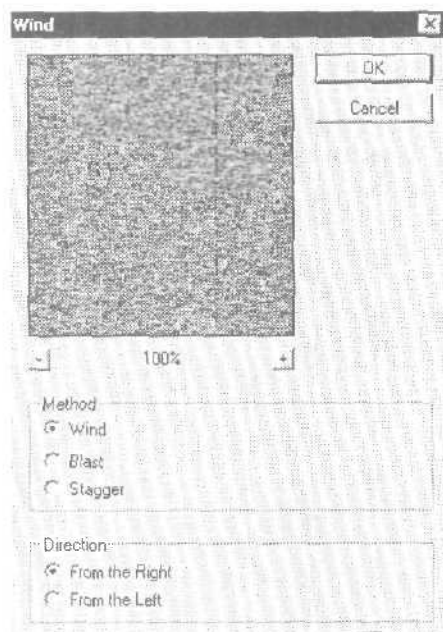 Wind
OK
Cancel
- 100% +
Method
Wind
Blast
Stagger
Direction
From the Right
From the Left